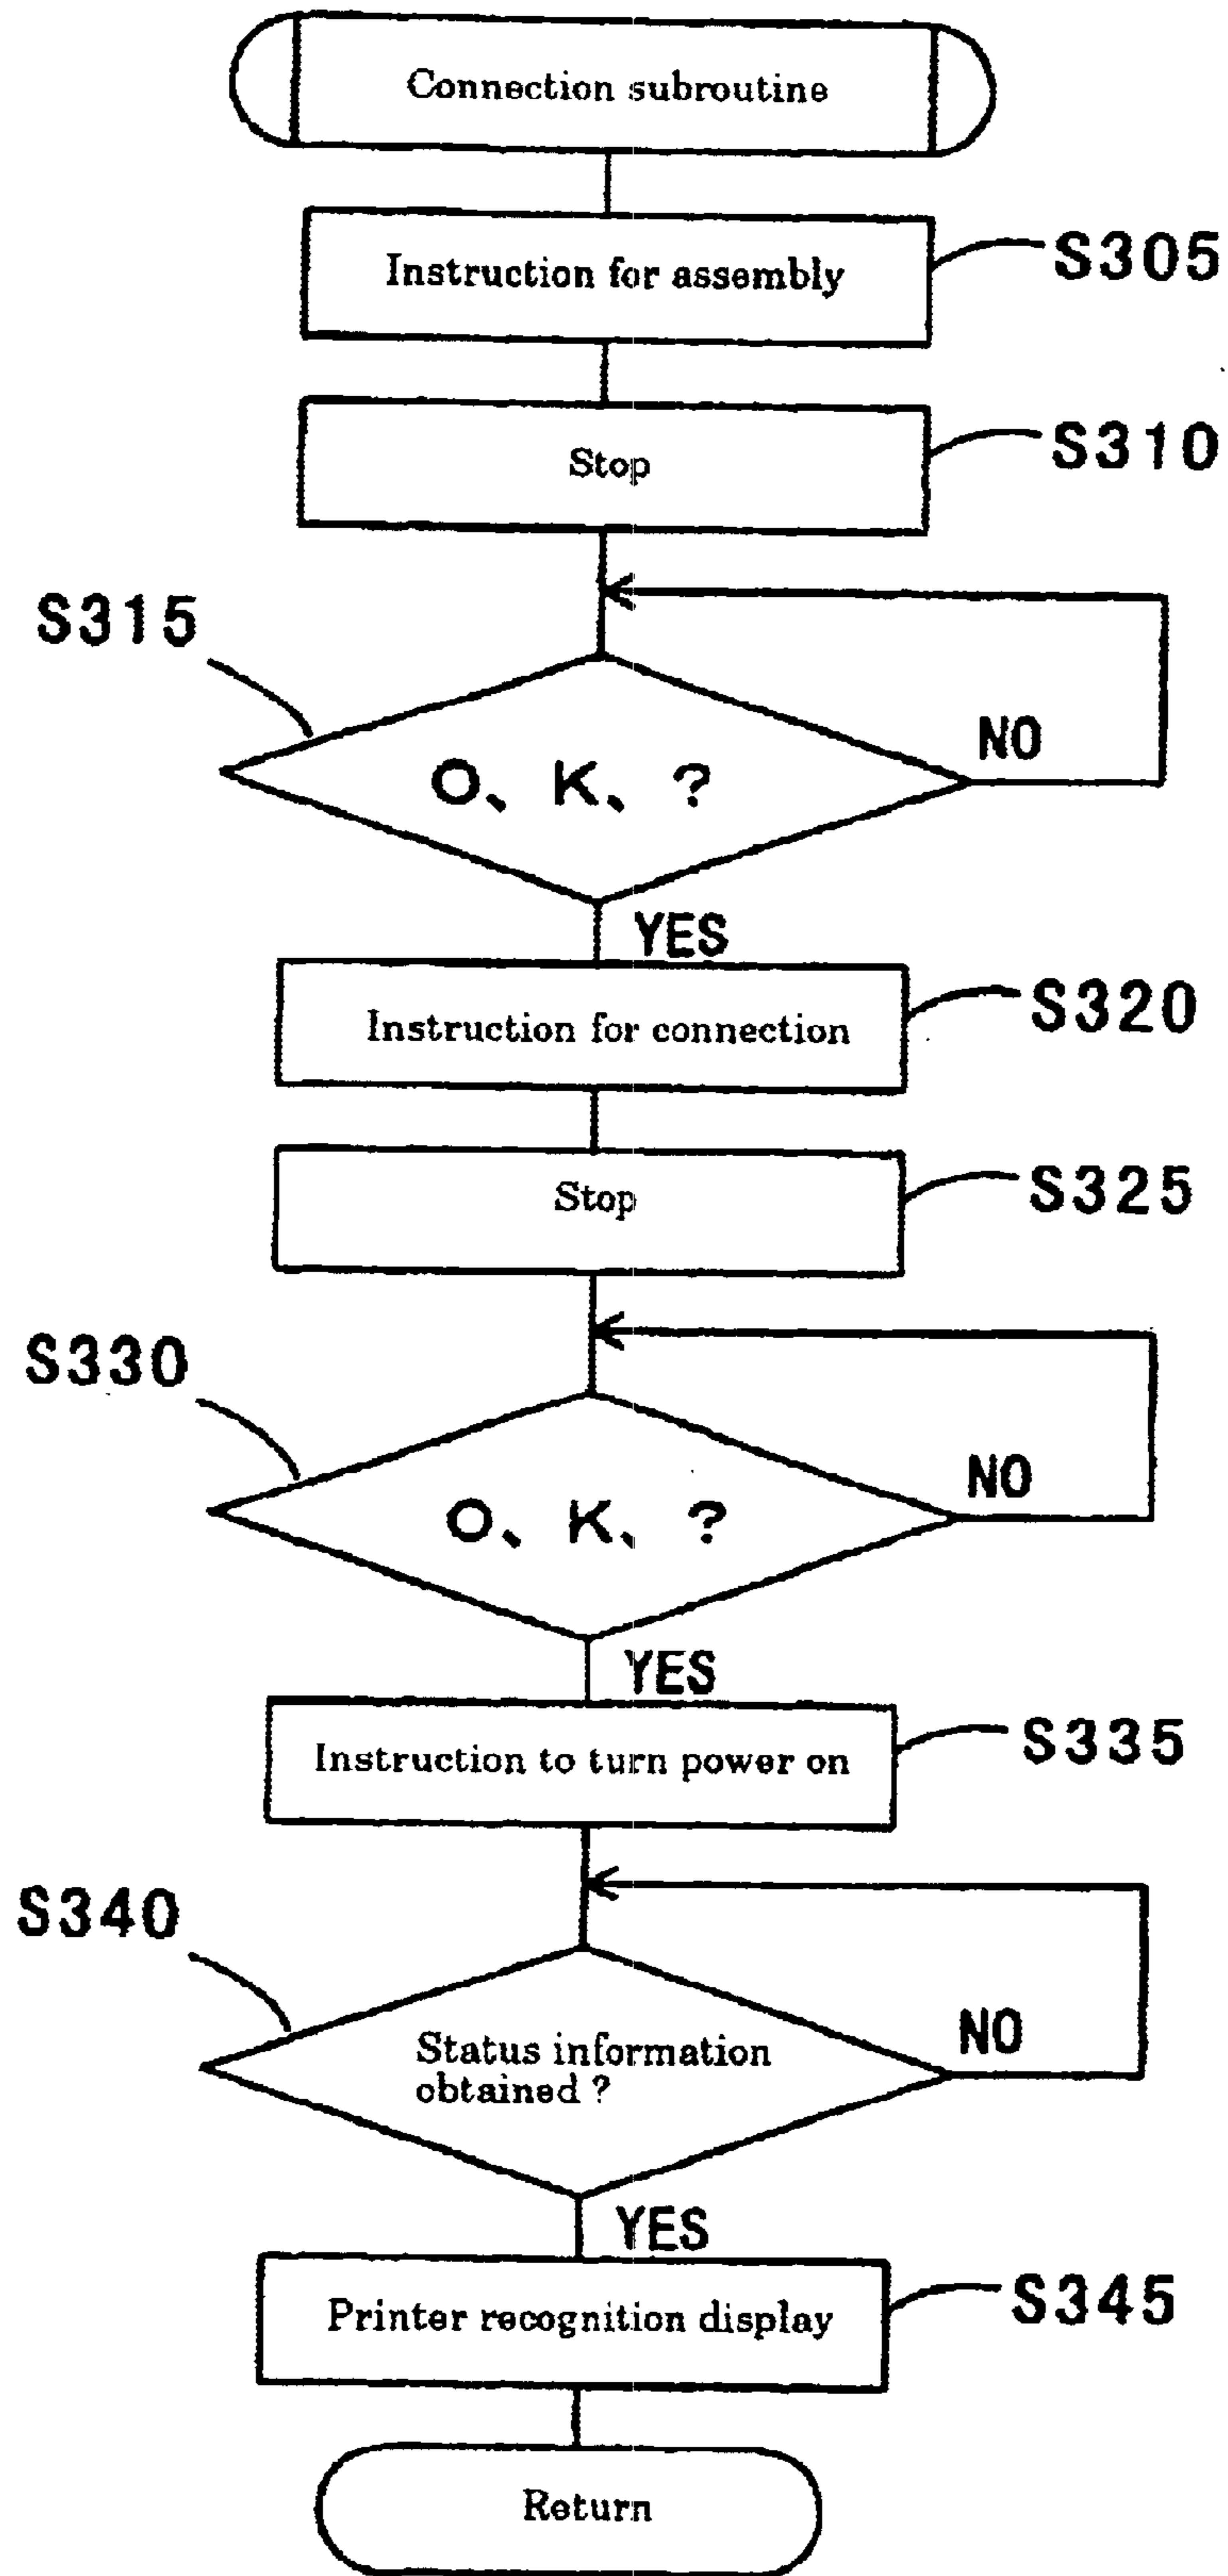 Connection subroutine
Instruction for assembly
S305
Stop
S310
S315
O、K、?
NO
YES
Instruction for connection
S320
Stop
S325
S330
O、K、?
NO
YES
Instruction to turn power on
S335
S340
Status information
obtained ?
NO
YES
Printer recognition display
S345
Return